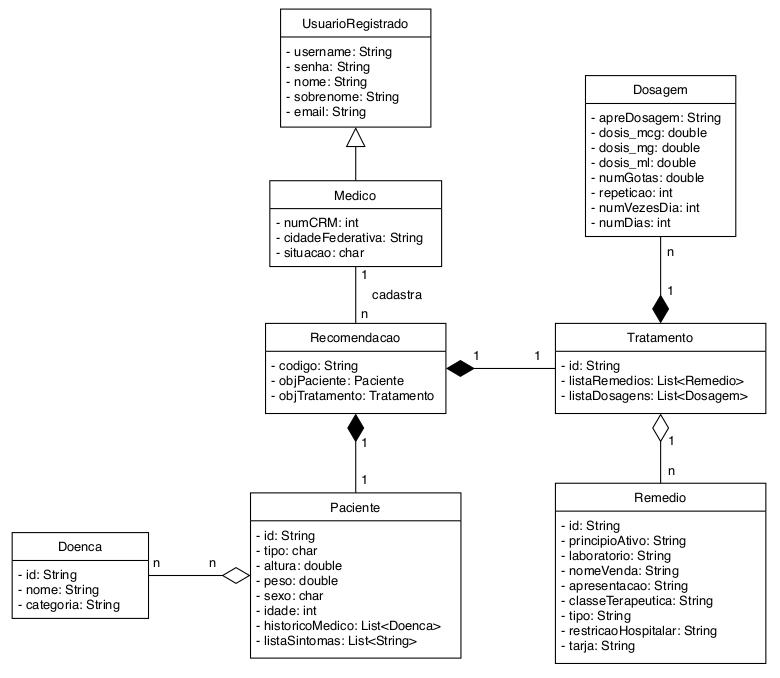 UsuarioRegistrado
- username: String
- senha: String
- nome: String
- sobrenome: String
- email: String
Dosagem
- apreDosagem: String
- dosis_mcg: double
- dosis_mg: double
- dosis_ml: double
- numGotas: double
- repeticao: int
- numVezesDia: int
- numDias: int
Medico
- numCRM: int
- cidadeFederativa: String
- situacao: char
1
cadastra
n
n
1
Recomendacao
- codigo: String
- objPaciente: Paciente
- objTratamento: Tratamento
1
1
Tratamento
- id: String
- listaRemedios: List<Remedio>
- listaDosagens: List<Dosagem>
1
1
1
n
Paciente
- id: String
- tipo: char
- altura: double
- peso: double
- sexo: char
- idade: int
- historicoMedico: List<Doenca>
- listaSintomas: List<String>
Doenca
- id: String
- nome: String
- categoria: String
n
n
Remedio
- id: String
- principioAtivo: String
- laboratorio: String
- nomeVenda: String
- apresentacao: String
- classeTerapeutica: String
- tipo: String
- restricaoHospitalar: String
- tarja: String